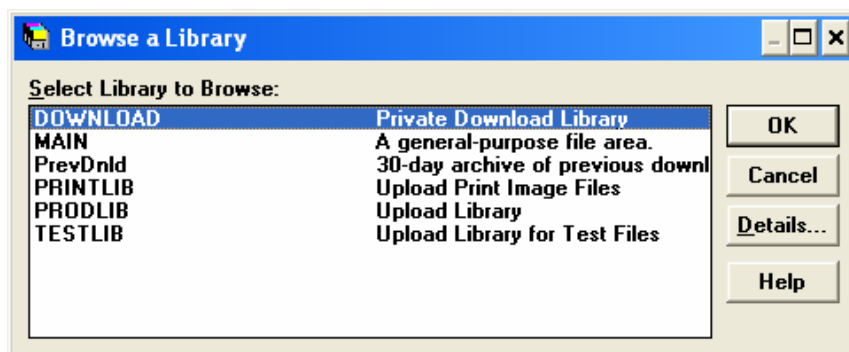 Browse a Library
Select Library to Browse:
DOWNLOAD Private Download Library
MAIN A general-purpose file area.
PrevDnld 30-day archive of previous downl
PRINTLIB Upload Print Image Files
PRODLIB Upload Library
TESTLIB Upload Library for Test Files
OK
Cancel
Details...
Help